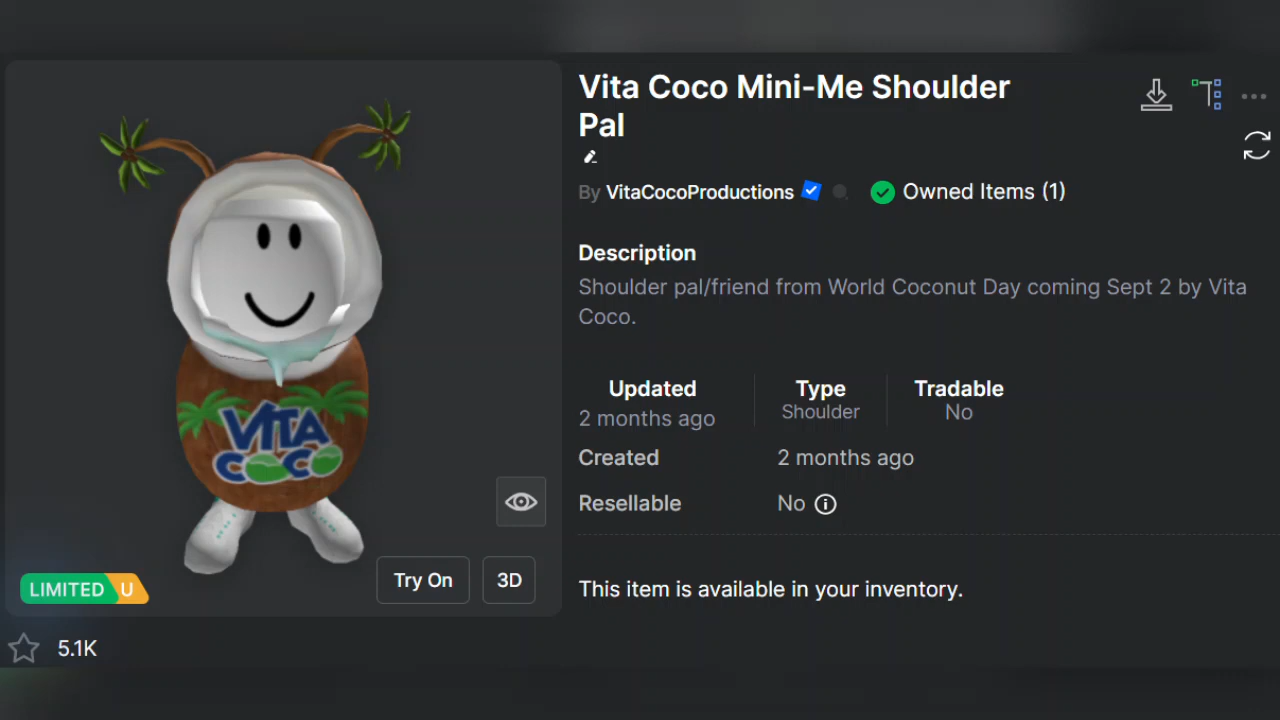 Vita Coco Mini-Me Shoulder
Pal
By VitaCocoProductions
Owned Items (1)
Description
Shoulder pal/friend from World Coconut Day coming Sept 2 by Vita
Coco.
Updated
2 months ago
Type
Shoulder
Tradable
No
Created
2 months ago
Resellable
No
This item is available in your inventory.
VITA
COCO
Try On
3D
LIMITED U
5.1K